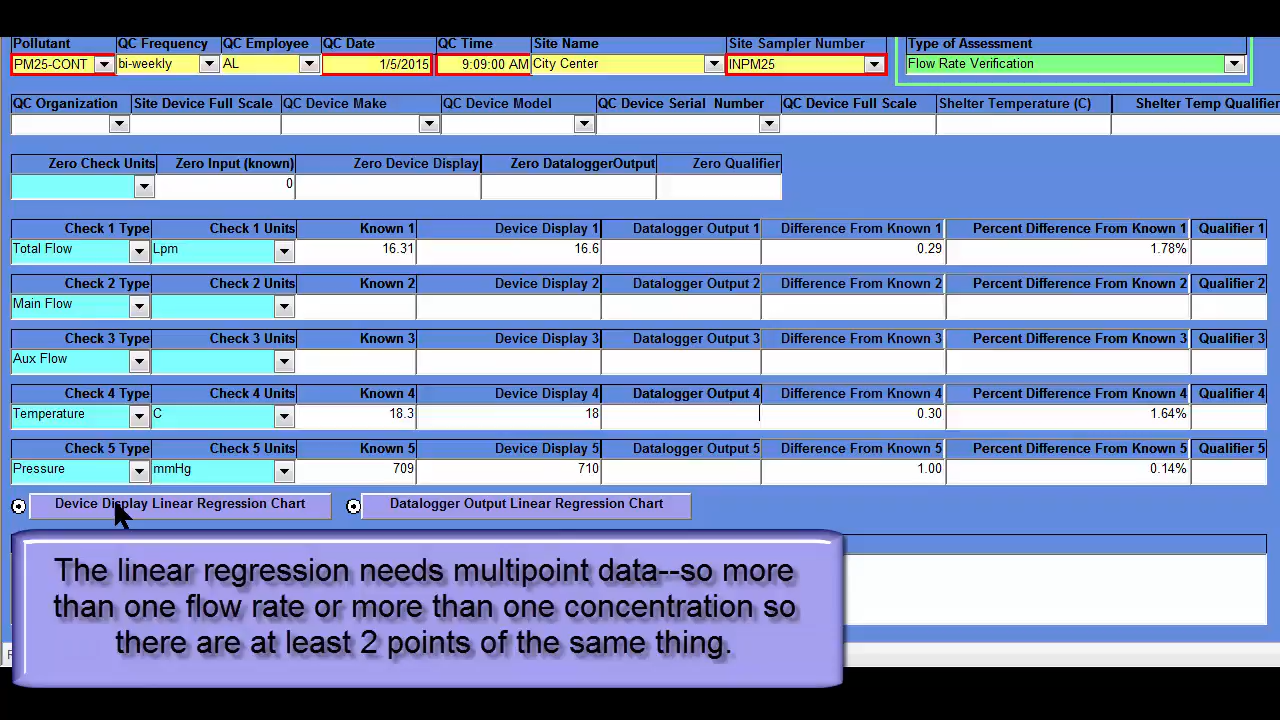 Pollutant QC Frequency QC Employee QC Date QC Time Site Name Site Sampler Number Type of Assessment
PM25-CONT bi-weekly AL 1/5/2015 9:09:00 AM City Center INPM25 Flow Rate Verification
QC Organization Site Device Full Scale QC Device Make QC Device Model QC Device Serial Number QC Device Full Scale Shelter Temperature (C) Shelter Temp Qualifier
Zero Check Units Zero Input (known) Zero Device Display Zero DataloggerOutput Zero Qualifier
0
Check 1 Type Check 1 Units Known 1 Device Display 1 Datalogger Output 1 Difference From Known 1 Percent Difference From Known 1 Qualifier 1
Total Flow Lpm 16.31 16.6 0.29 1.78%
Check 2 Type Check 2 Units Known 2 Device Display 2 Datalogger Output 2 Difference From Known 2 Percent Difference From Known 2 Qualifier 2
Main Flow
Check 3 Type Check 3 Units Known 3 Device Display 3 Datalogger Output 3 Difference From Known 3 Percent Difference From Known 3 Qualifier 3
Aux Flow
Check 4 Type Check 4 Units Known 4 Device Display 4 Datalogger Output 4 Difference From Known 4 Percent Difference From Known 4 Qualifier 4
Temperature C 18.3 18 0.30 1.64%
Check 5 Type Check 5 Units Known 5 Device Display 5 Datalogger Output 5 Difference From Known 5 Percent Difference From Known 5 Qualifier 5
Pressure mmHg 709 710 1.00 0.14%
Device Display Linear Regression Chart Datalogger Output Linear Regression Chart
The linear regression needs multipoint data--so more
than one flow rate or more than one concentration so
there are at least 2 points of the same thing.